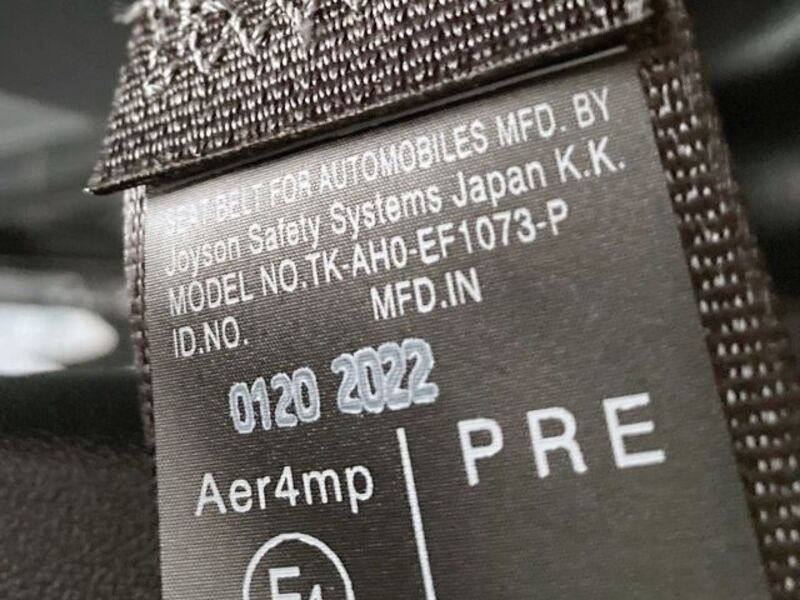 SEAT BELT FOR AUTOMOBILES MFD. BY
Joyson Safety Systems Japan K.K.
MODEL NO.TK-AH0-EF1073-P
ID.NO. MFD.IN
0120 2022
Aer4mp
PRE
E4